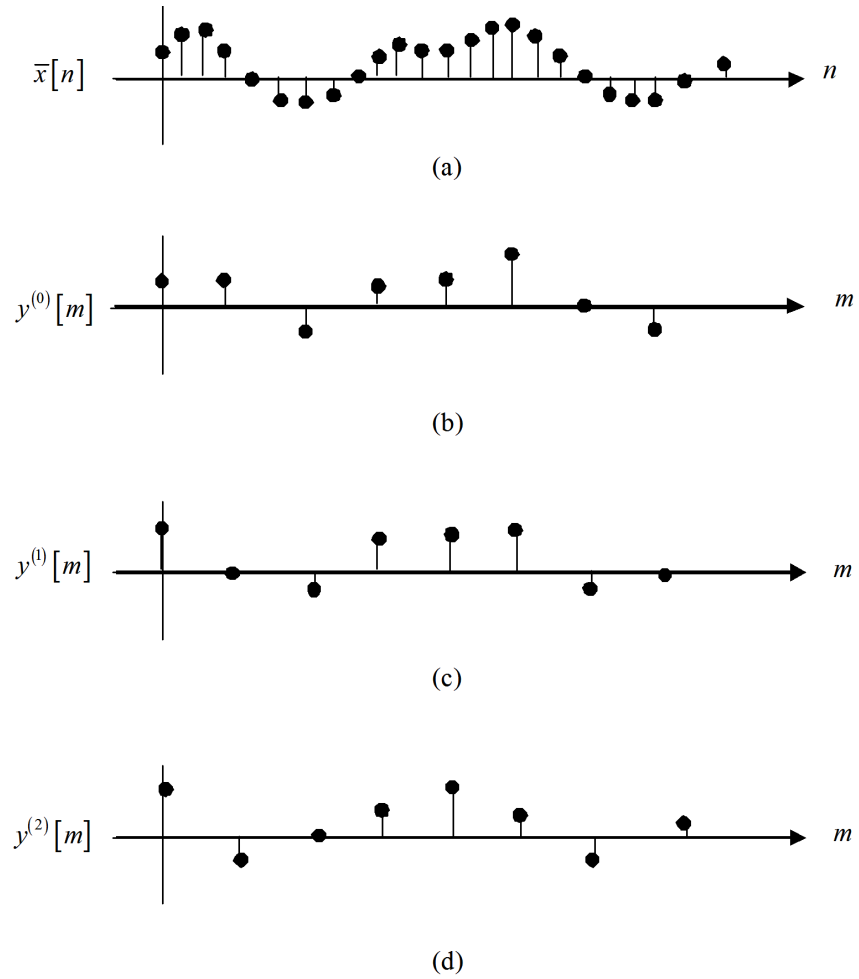 x̅[n] n
(a)
y⁽⁰⁾[m] m
(b)
y⁽¹⁾[m] m
(c)
y⁽²⁾[m] m
(d)